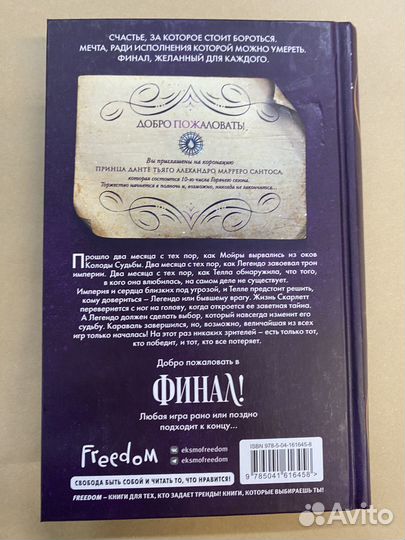 СЧАСТЬЕ, ЗА КОТОРОЕ СТОИТ БОРОТЬСЯ.
МЕЧТА, РАДИ ИСПОЛНЕНИЯ КОТОРОЙ МОЖНО УМЕРЕТЬ.
ФИНАЛ, ЖЕЛАННЫЙ ДЛЯ КАЖДОГО.
ДОБРО ПОЖАЛОВАТЬ!
Вы приглашены на коронацию
ПРИНЦА ДАНТЕ ТЬЯГО АЛЕХАНДРО МАРРЕРО САНТОСА,
которая состоится 10-го числа Горячего сезона.
Торжество начнется в полночь и, возможно, никогда не закончится...
Прошло два месяца с тех пор, как Мойры вырвались из оков
Колоды Судьбы. Два месяца с тех пор, как Легендо завоевал трон
империи. Два месяца с тех пор, как Телла обнаружила, что того,
в кого она влюбилась, на самом деле не существует.
Империя и сердца близких под угрозой, и Телле предстоит решить,
кому довериться – Легендо или бывшему врагу. Жизнь Скарлетт
перевернется с ног на голову, когда откроется ее заветная тайна.
А Легендо должен сделать выбор, который навсегда изменит его
судьбу. Караваль завершился, но, возможно, величайшая из всех
игр только началась! На этот раз никаких зрителей – есть только тот,
кто победит, и тот, кто все потеряет.
Добро пожаловать в
ФИНАЛ!
Любая игра рано или поздно
подходит к концу...
Freedom
eksmofreedom
eksmofreedom
ISBN 978-5-04-161645-8
9 785041 616458 >
СВОБОДА БЫТЬ СОБОЙ И ЧИТАТЬ ТО, ЧТО НРАВИТСЯ!
FREEDOM – КНИГИ ДЛЯ ТЕХ, КТО ЗАДАЕТ ТРЕНДЫ! КНИГИ, КОТОРЫЕ ВЫБИРАЕШЬ ТЫ!
Avito